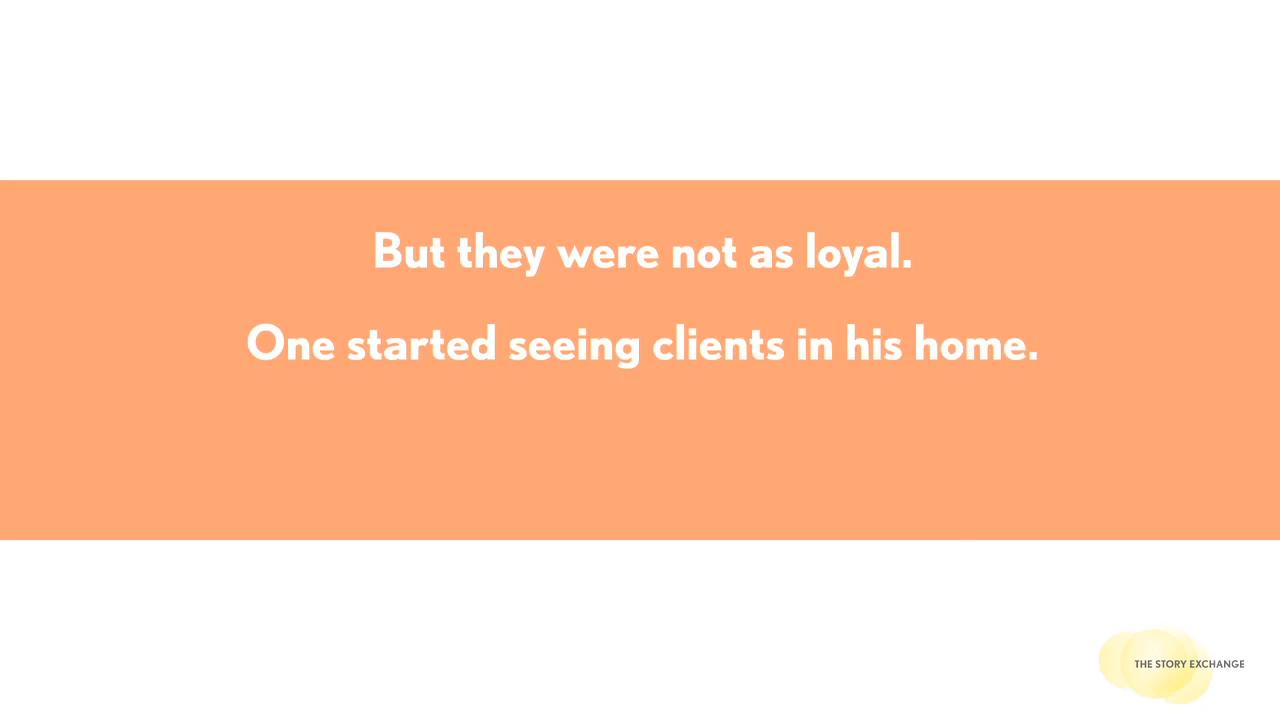 But they were not as loyal.
One started seeing clients in his home.
THE STORY EXCHANGE